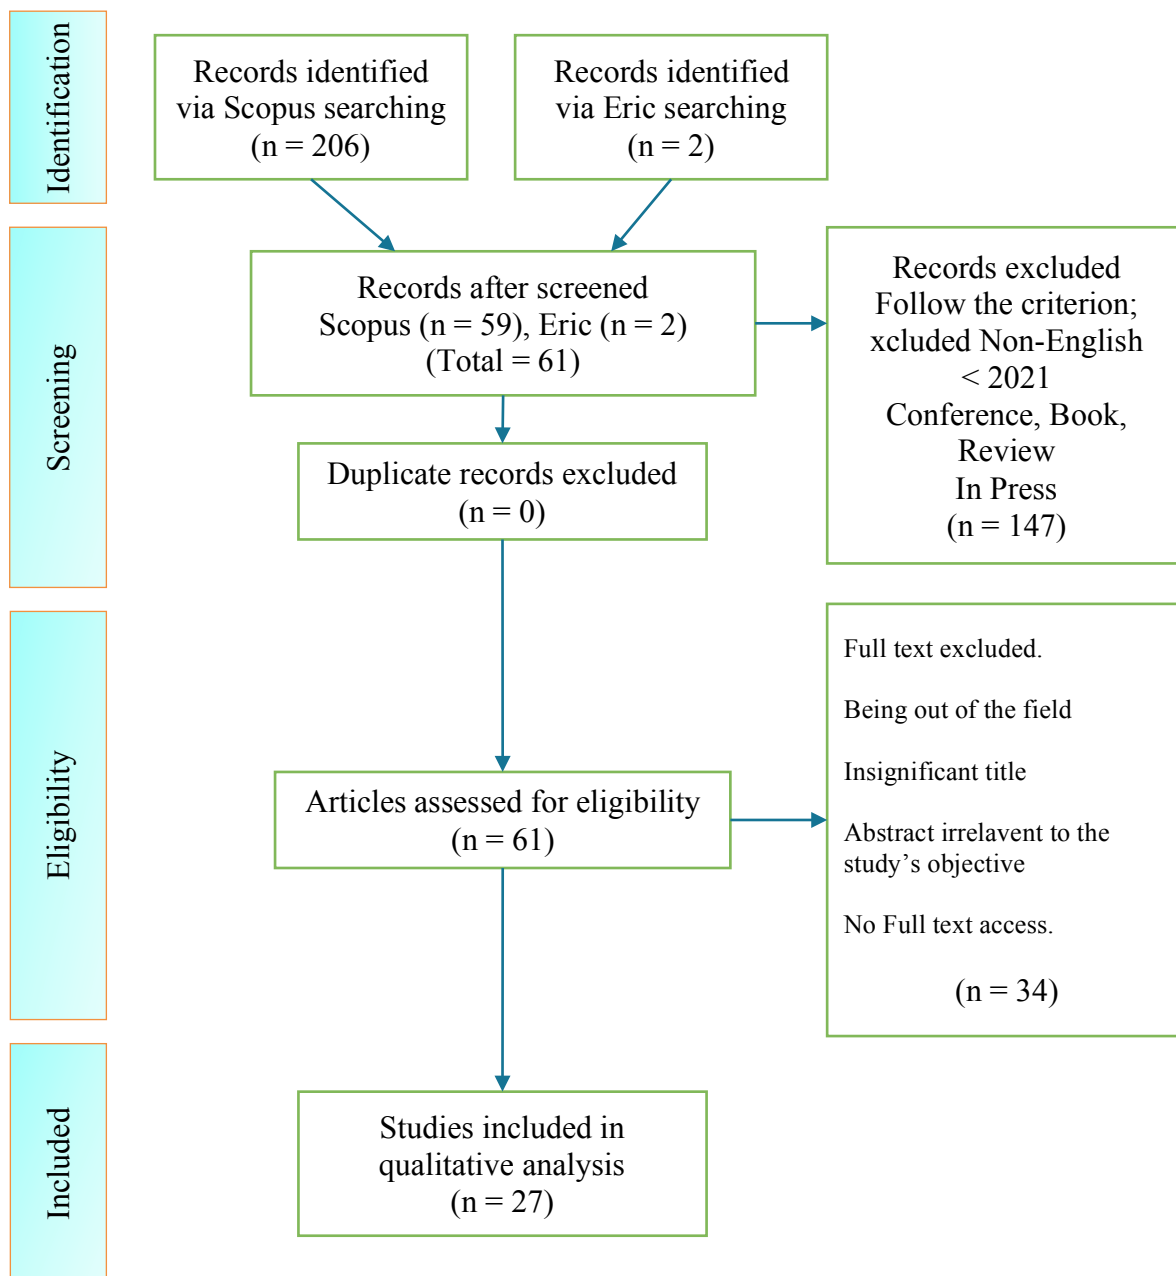 Identification
Records identified
via Scopus searching
(n = 206)
Records identified
via Eric searching
(n = 2)
Screening
Records after screened
Scopus (n = 59), Eric (n = 2)
(Total = 61)
Records excluded
Follow the criterion;
xcluded Non-English
< 2021
Conference, Book,
Review
In Press
(n = 147)
Duplicate records excluded
(n = 0)
Eligibility
Articles assessed for eligibility
(n = 61)
Full text excluded.
Being out of the field
Insignificant title
Abstract irrelavent to the
study’s objective
No Full text access.
(n = 34)
Included
Studies included in
qualitative analysis
(n = 27)